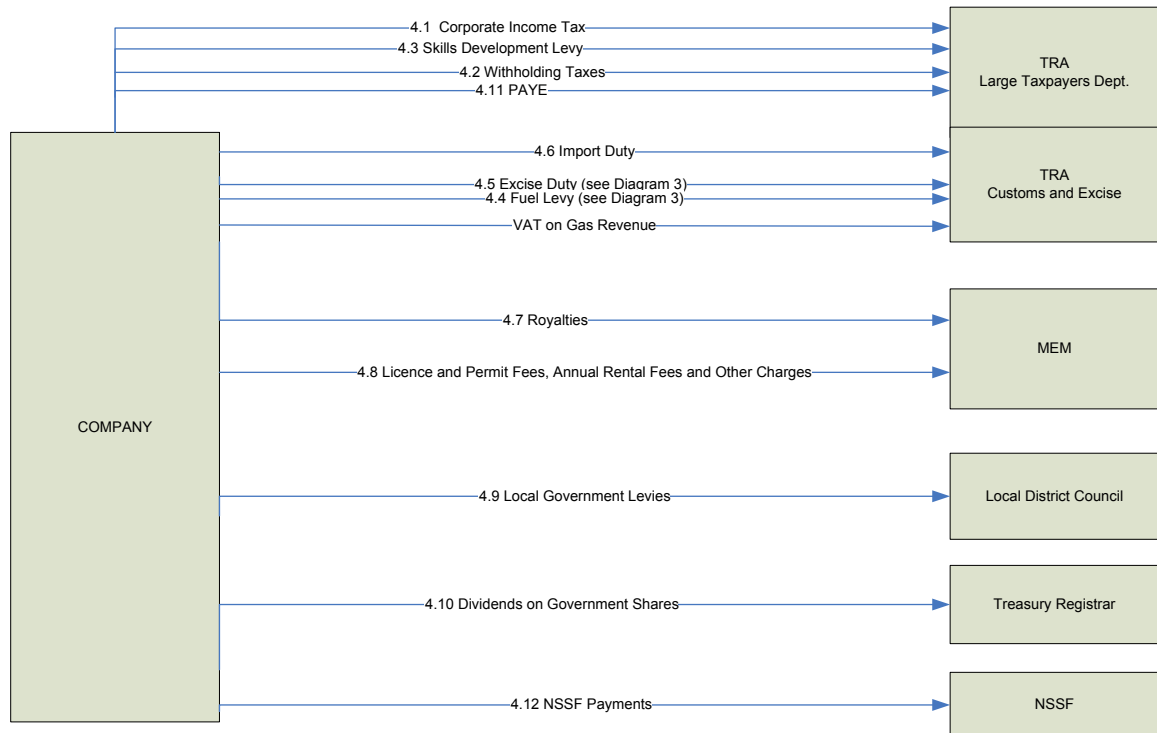 4.1 Corporate Income Tax
4.3 Skills Development Levy
4.2 Withholding Taxes
4.11 PAYE
TRA
Large Taxpayers Dept.
4.6 Import Duty
4.5 Excise Duty (see Diagram 3)
4.4 Fuel Levy (see Diagram 3)
VAT on Gas Revenue
TRA
Customs and Excise
4.7 Royalties
4.8 Licence and Permit Fees, Annual Rental Fees and Other Charges
MEM
COMPANY
4.9 Local Government Levies
Local District Council
4.10 Dividends on Government Shares
Treasury Registrar
4.12 NSSF Payments
NSSF